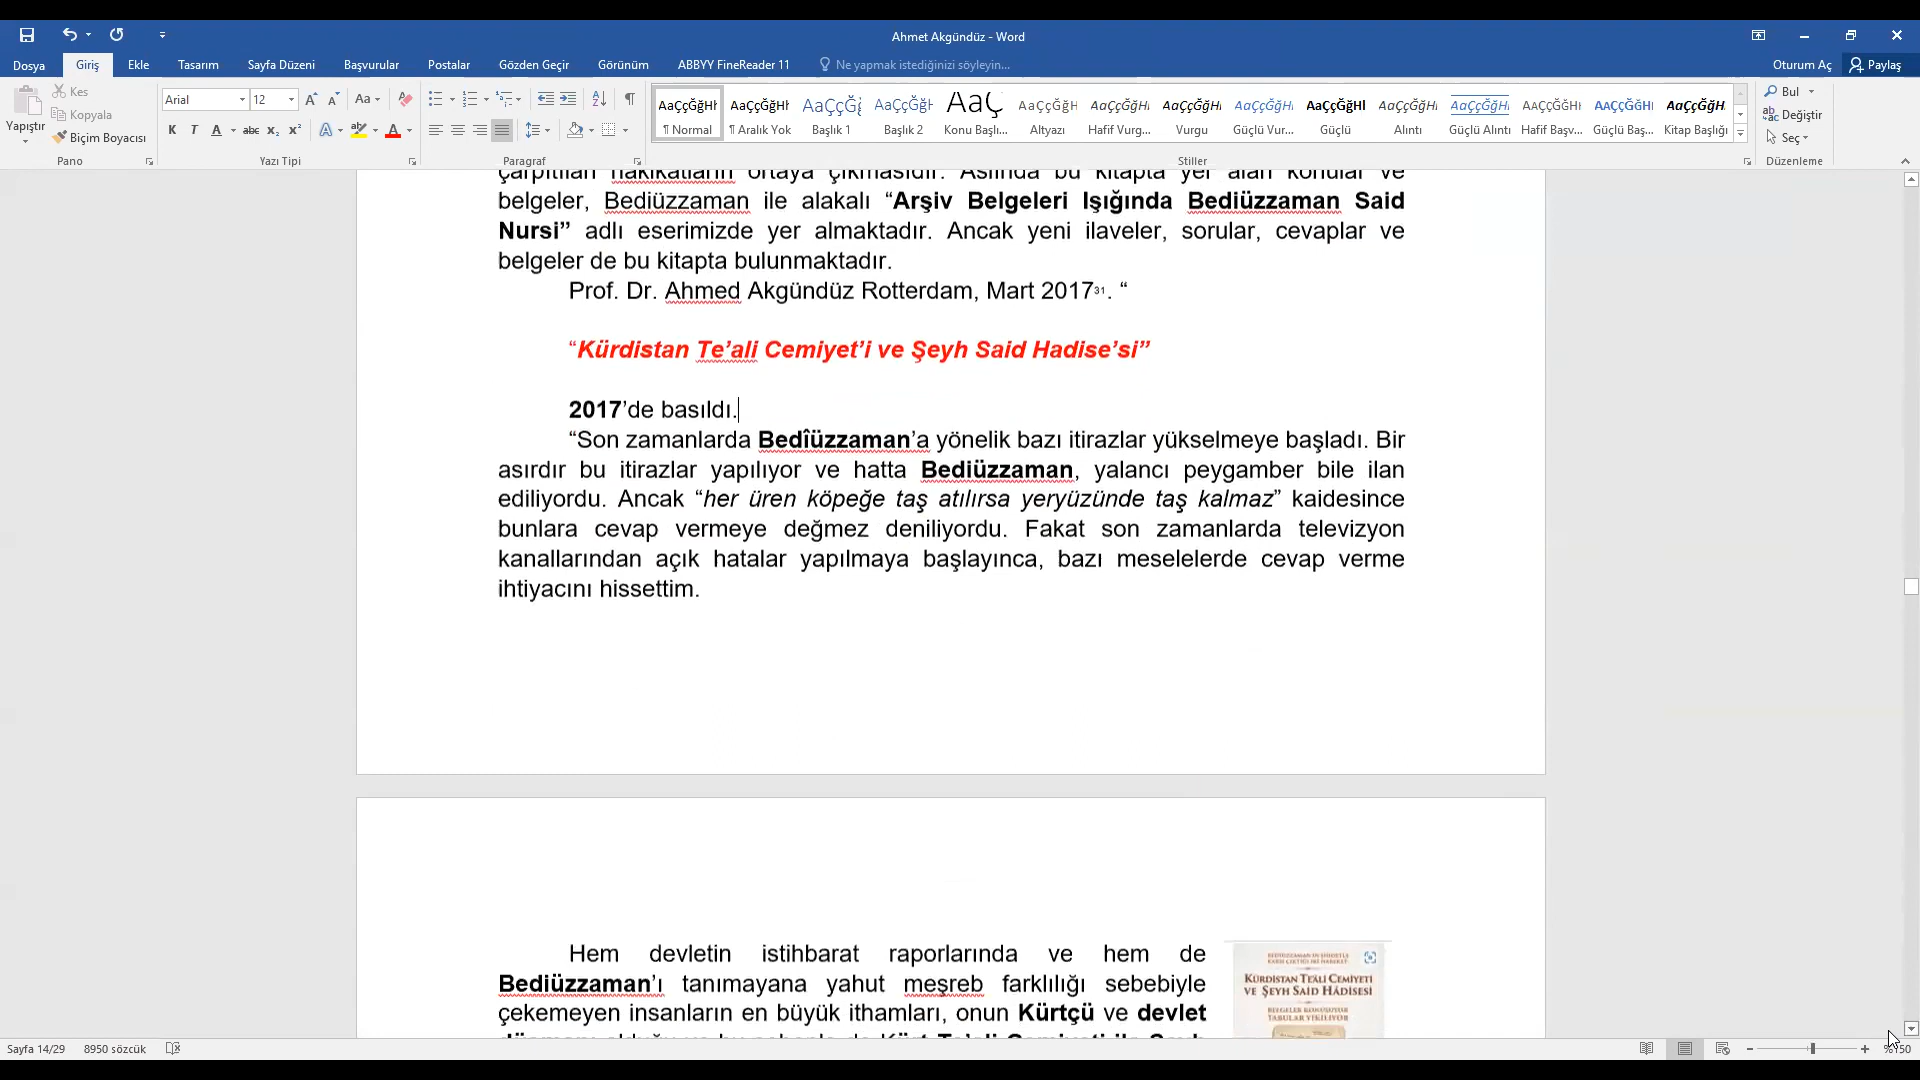 Ahmet Akgündüz - Word
Dosya Giriş Ekle Tasarım Sayfa Düzeni Başvurular Postalar Gözden Geçir Görünüm ABBYY FineReader 11 Ne yapmak istediğinizi söyleyin... Oturum Aç Paylaş
Yapıştır
Kes
Kopyala
Biçim Boyacısı
Pano
Arial 12
Yazı Tipi
Paragraf
¶ Normal ¶ Aralık Yok Başlık 1 Başlık 2 Konu Başlı... Altyazı Hafif Vurg... Vurgu Güçlü Vur... Güçlü Alıntı Güçlü Alıntı Hafif Başv... Güçlü Baş... Kitap Başlığı
Stiller
Bul
Değiştir
Seç
Düzenleme
çarpıtılan hakikatların ortaya çıkmasıdır. Aslında bu kitapta yer alan konular ve
belgeler, Bediüzzaman ile alakalı “Arşiv Belgeleri Işığında Bediüzzaman Said
Nursi” adlı eserimizde yer almaktadır. Ancak yeni ilaveler, sorular, cevaplar ve
belgeler de bu kitapta bulunmaktadır.
Prof. Dr. Ahmed Akgündüz Rotterdam, Mart 2017³¹. “
“Kürdistan Te’ali Cemiyet’i ve Şeyh Said Hadise’si”
2017’de basıldı.
“Son zamanlarda Bedîüzzaman’a yönelik bazı itirazlar yükselmeye başladı. Bir
asırdır bu itirazlar yapılıyor ve hatta Bediüzzaman, yalancı peygamber bile ilan
ediliyordu. Ancak “her üren köpeğe taş atılırsa yeryüzünde taş kalmaz” kaidesince
bunlara cevap vermeye değmez deniliyordu. Fakat son zamanlarda televizyon
kanallarından açık hatalar yapılmaya başlayınca, bazı meselelerde cevap verme
ihtiyacını hissettim.
Hem devletin istihbarat raporlarında ve hem de
Bediüzzaman’ı tanımayana yahut meşreb farklılığı sebebiyle
çekemeyen insanların en büyük ithamları, onun Kürtçü ve devlet
KÜRDİSTAN TEÂLİ CEMİYETİ
VE ŞEYH SAİD HÂDİSESİ
BELGELER KONUŞUYOR
TABULAR YIKILIYOR
Sayfa 14/29 8950 sözcük %150